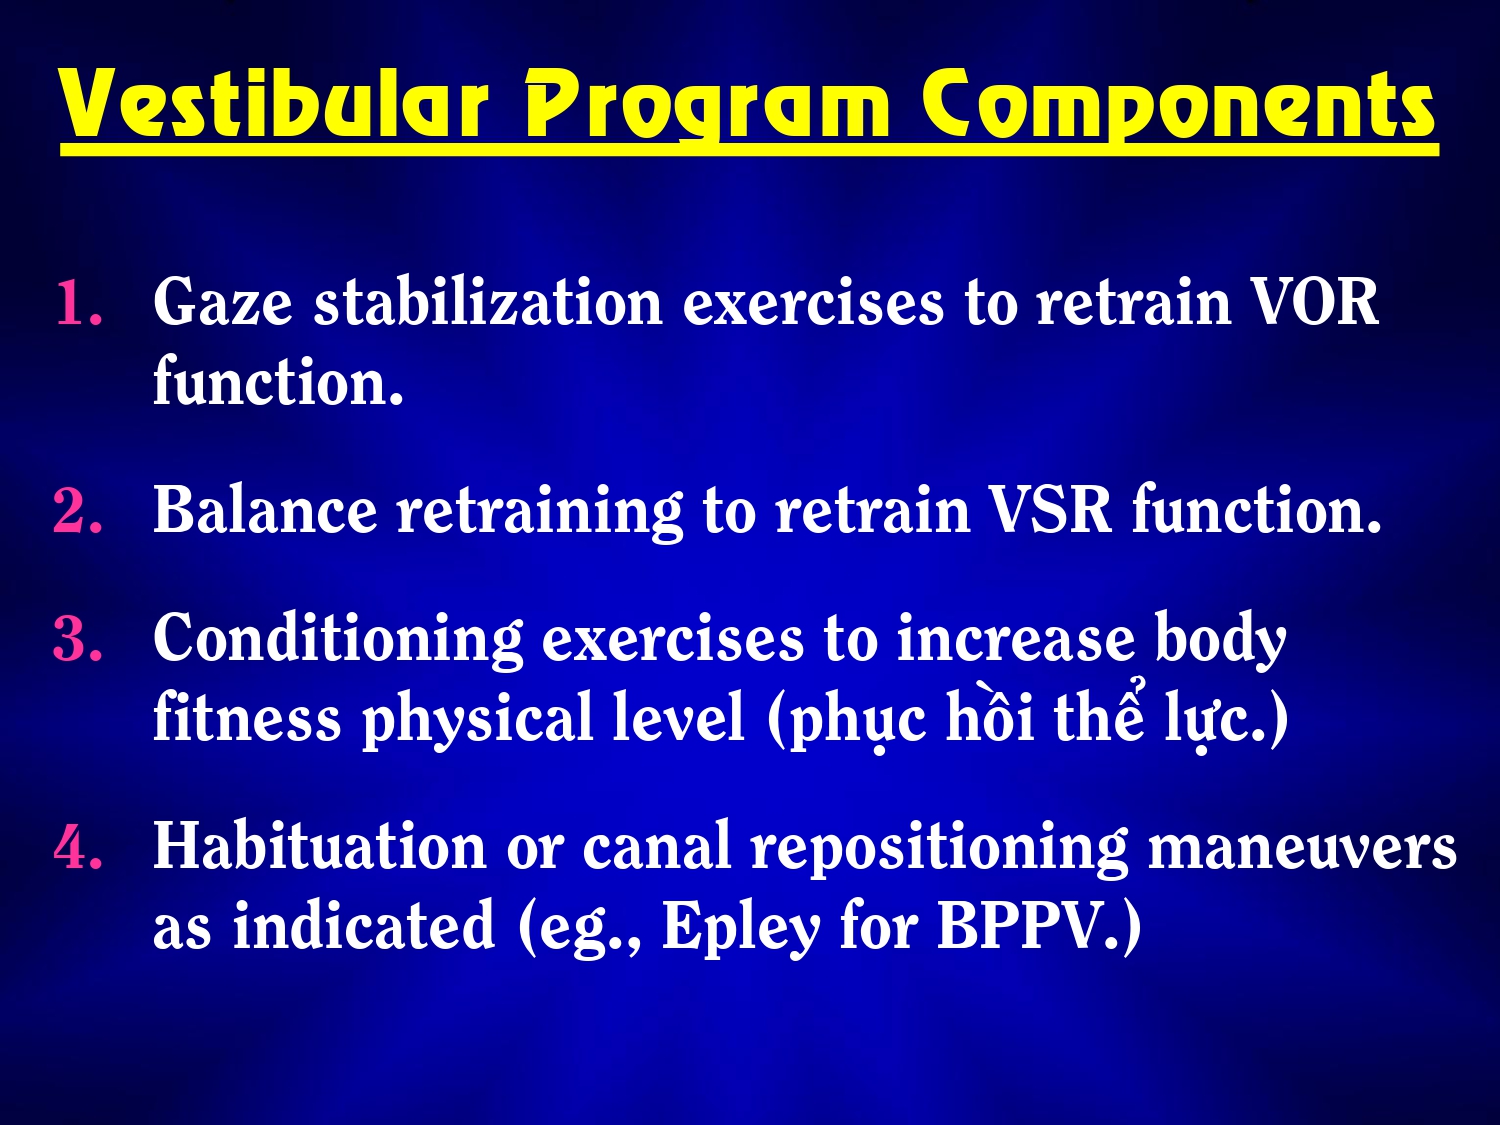 Vestibular Program Components
1. Gaze stabilization exercises to retrain VOR
function.
2. Balance retraining to retrain VSR function.
3. Conditioning exercises to increase body
fitness physical level (phục hồi thể lực.)
4. Habituation or canal repositioning maneuvers
as indicated (eg., Epley for BPPV.)